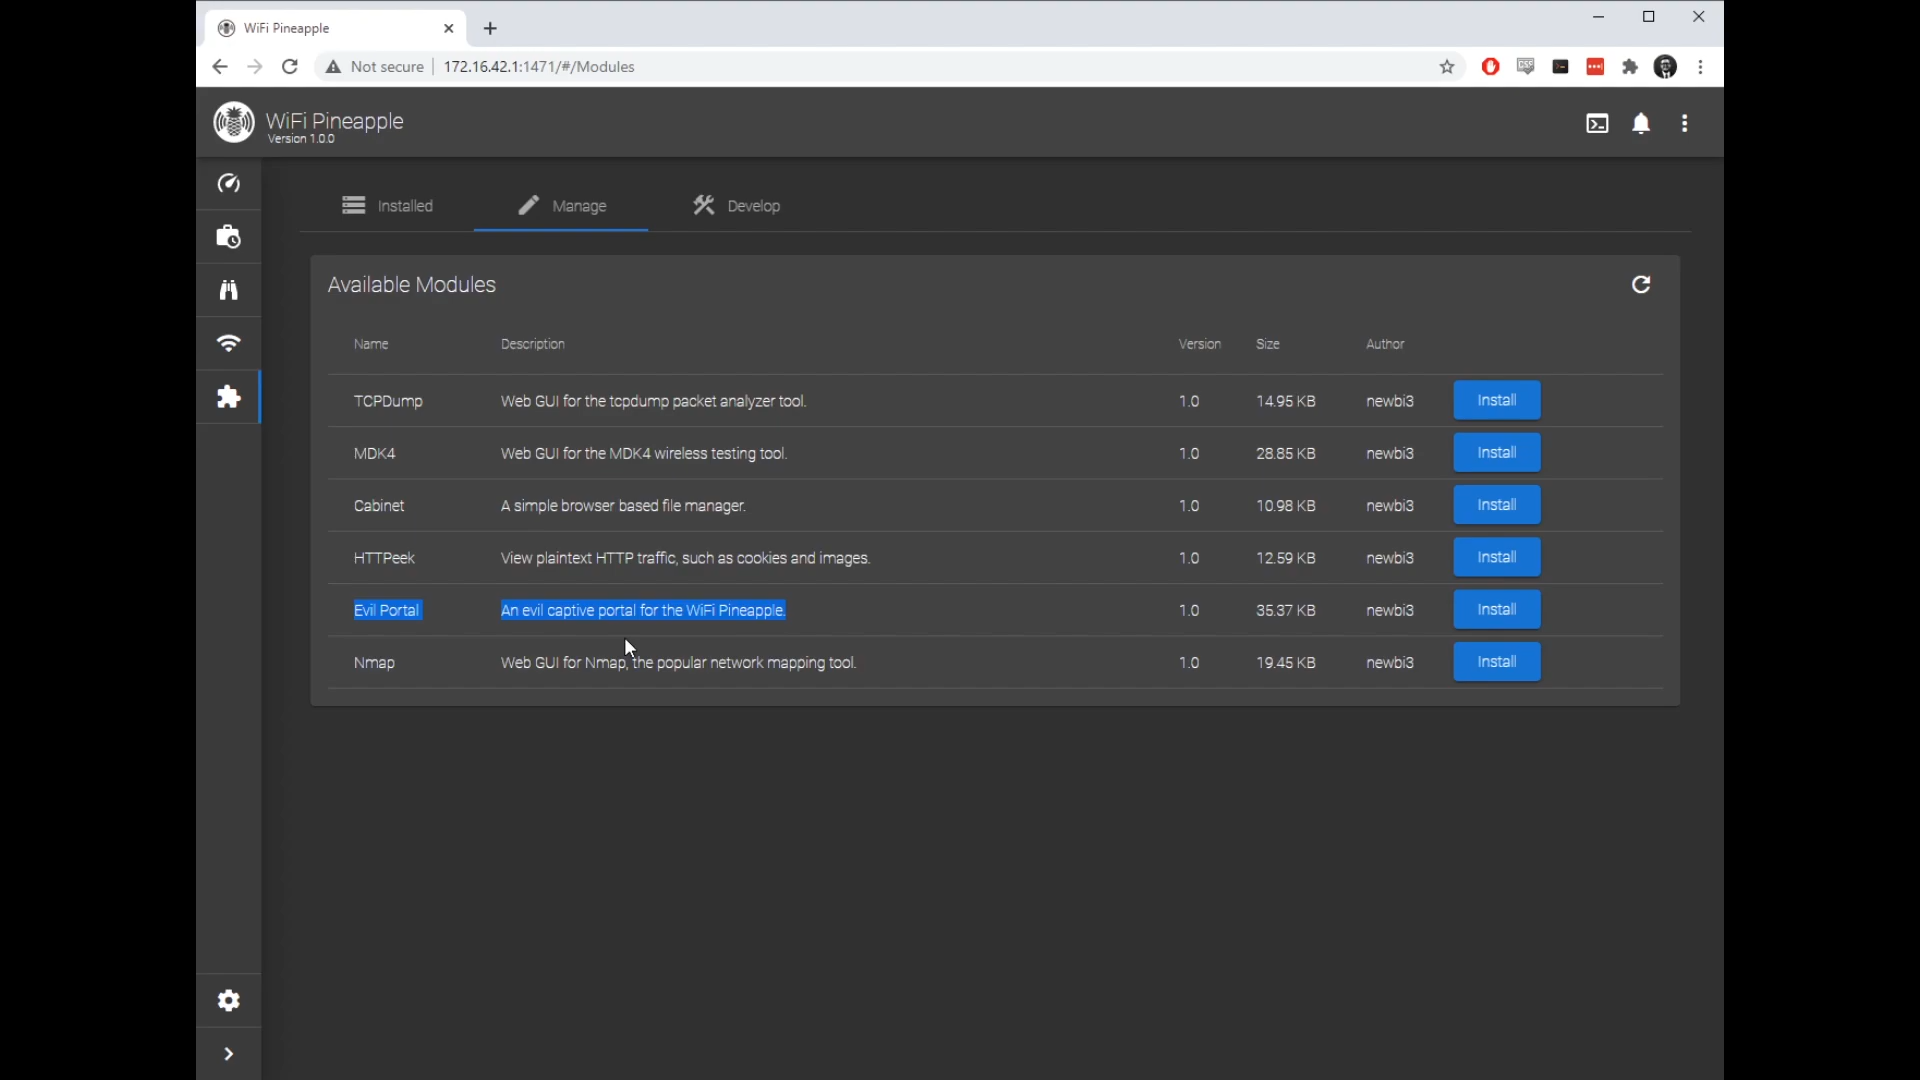 WiFi Pineapple
Not secure 172.16.42.1:1471/#/Modules
WiFi Pineapple
Version 1.0.0
Installed Manage Develop
Available Modules
Name Description Version Size Author
TCPDump Web GUI for the tcpdump packet analyzer tool. 1.0 14.95 KB newbi3 Install
MDK4 Web GUI for the MDK4 wireless testing tool. 1.0 28.85 KB newbi3 Install
Cabinet A simple browser based file manager. 1.0 10.98 KB newbi3 Install
HTTPeek View plaintext HTTP traffic, such as cookies and images. 1.0 12.59 KB newbi3 Install
Evil Portal An evil captive portal for the WiFi Pineapple. 1.0 35.37 KB newbi3 Install
Nmap Web GUI for Nmap, the popular network mapping tool. 1.0 19.45 KB newbi3 Install